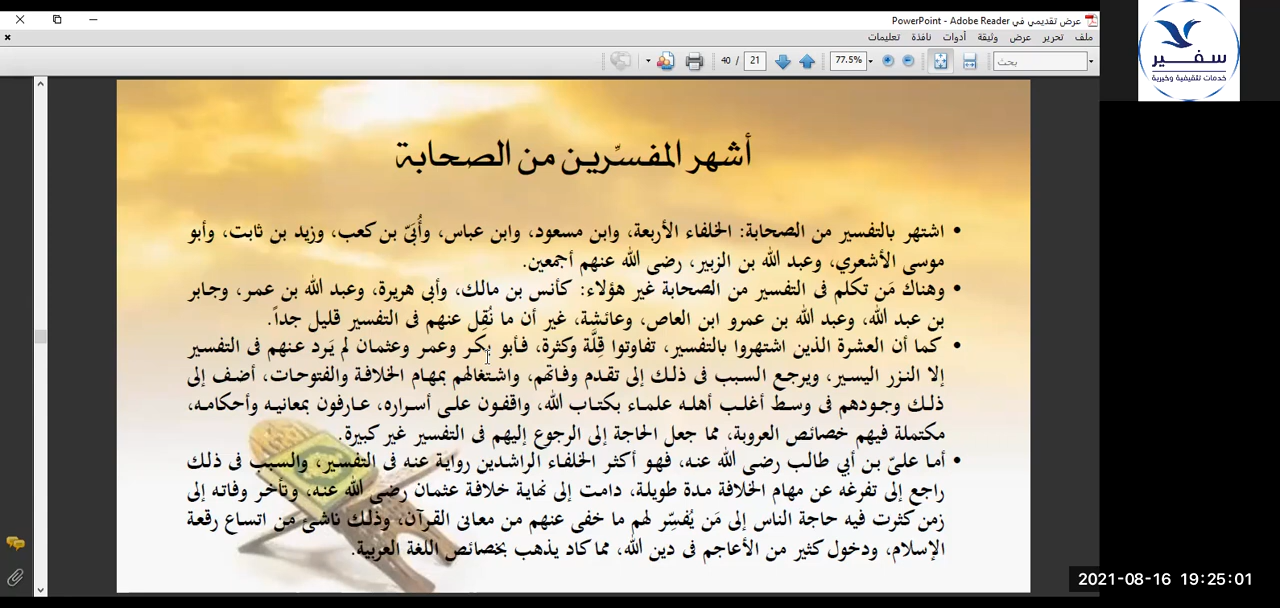 عرض تقديمي في PowerPoint - Adobe Reader
ملف تحرير عرض وثيقة أدوات نافذة تعليمات
40 / 21 77.5% بحث
سفير
خدمات تثقيفية وخيرية
أشهر المفسِّرين من الصحابة
• اشتهر بالتفسير من الصحابة: الخلفاء الأربعة، وابن مسعود، وابن عباس، وأُبَىّ بن كعب، وزيد بن ثابت، وأبو
موسى الأشعري، وعبد الله بن الزبير، رضى الله عنهم أجمعين.
• وهناك مَن تكلم فى التفسير من الصحابة غير هؤلاء: كأنس بن مالك، وأبى هريرة، وعبد الله بن عمر، وجابر
بن عبد الله، وعبد الله بن عمرو ابن العاص، وعائشة، غير أن ما نُقِل عنهم فى التفسير قليل جداً.
• كما أن العشرة الذين اشتهروا بالتفسير، تفاوتوا قِلَّة وكثرة، فأبو بكر وعمر وعثمان لم يَرد عنهم فى التفسير
إلا النزر اليسير، ويرجع السبب فى ذلك إلى تقدم وفاتهم، واشتغالهم بمهام الخلافة والفتوحات، أضف إلى
ذلك وجودهم فى وسط أغلب أهله علماء بكتاب الله، واقفون على أسراره، عارفون بمعانيه وأحكامه،
مكتملة فيهم خصائص العروبة، مما جعل الحاجة إلى الرجوع إليهم فى التفسير غير كبيرة.
• أما علىّ بن أبي طالب رضى الله عنه، فهو أكثر الخلفاء الراشدين رواية عنه فى التفسير، والسبب فى ذلك
راجع إلى تفرغه عن مهام الخلافة مدة طويلة، دامت إلى نهاية خلافة عثمان رضى الله عنه، وتأخر وفاته إلى
زمن كثرت فيه حاجة الناس إلى مَن يُفسِّر لهم ما خفى عنهم من معانى القرآن، وذلك ناشئ من اتساع رقعة
الإسلام، ودخول كثير من الأعاجم فى دين الله، مما كاد يذهب بخصائص اللغة العربية.
2021-08-16 19:25:01